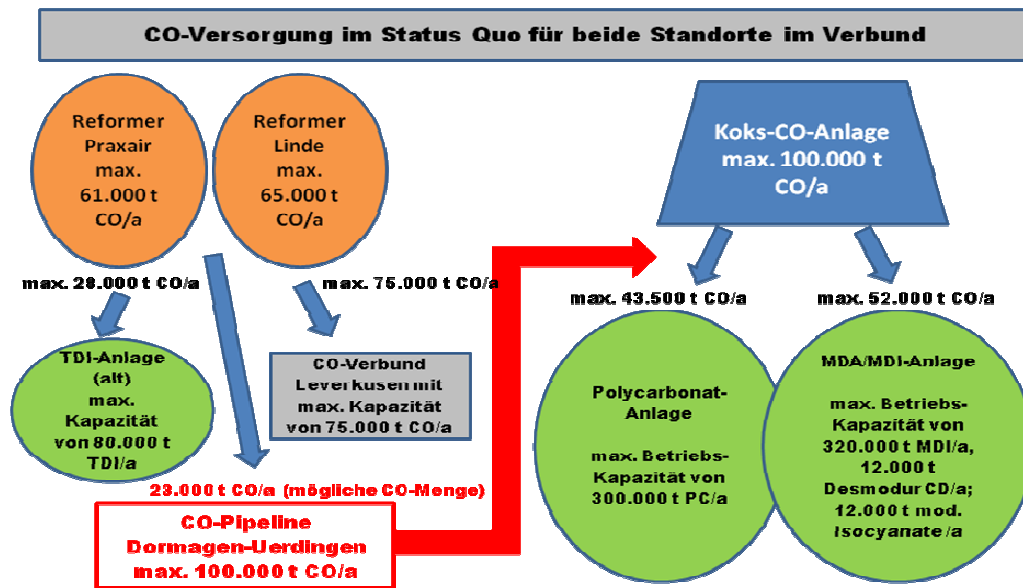 CO-Versorgung im Status Quo für beide Standorte im Verbund
Reformer
Praxair
max.
61.000 t
CO/a
Reformer
Linde
max.
65.000 t
CO/a
Koks-CO-Anlage
max. 100.000 t
CO/a
max. 28.000 t CO/a
max. 75.000 t CO/a
max. 43.500 t CO/a
max. 52.000 t CO/a
TDI-Anlage
(alt)
max.
Kapazität
von 80.000 t
TDI/a
CO-Verbund
Leverkusen mit
max. Kapazität
von 75.000 t CO/a
Polycarbonat-
Anlage
max. Betriebs-
Kapazität von
300.000 t PC/a
MDA/MDI-Anlage
max. Betriebs-
Kapazität von
320.000 t MDI/a,
12.000 t
Desmodur CD/a;
12.000 t mod.
Isocyanate/a
23.000 t CO/a (mögliche CO-Menge)
CO-Pipeline
Dormagen-Uerdingen
max. 100.000 t CO/a